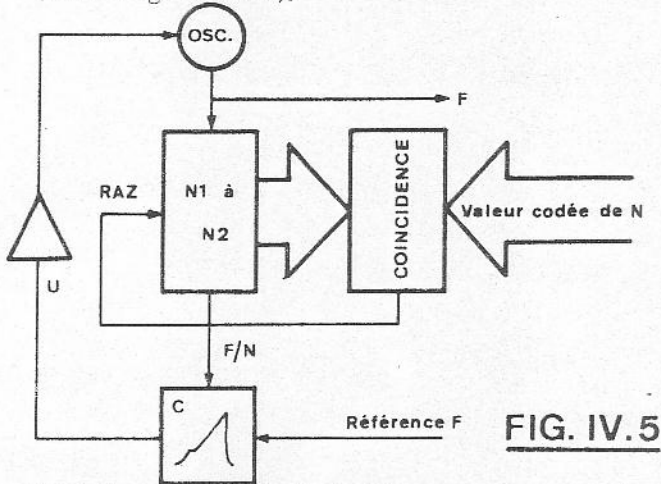 OSC.
F
RAZ
N1 à
N2
COINCIDENCE
Valeur codée de N
U
F/N
C
Référence F
FIG. IV.5